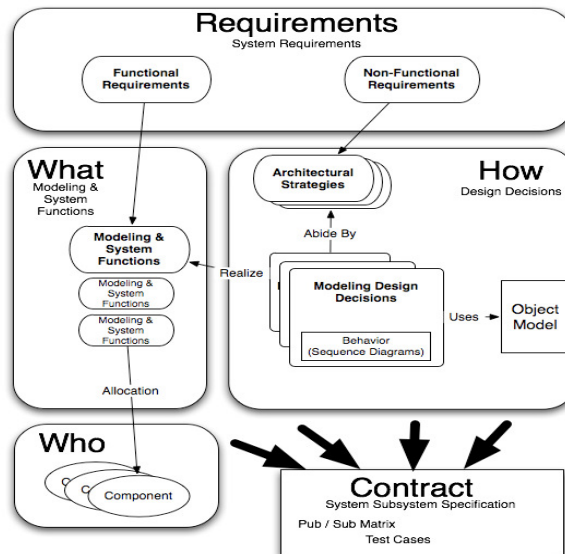 Requirements
System Requirements
Functional
Requirements
Non-Functional
Requirements
What
Modeling &
System
Functions
Modeling &
System
Functions
Modeling &
System Functions
Modeling &
System Functions
Allocation
Realize
How
Design Decisions
Architectural
Strategies
Abide By
Modeling Design
Decisions
Behavior
(Sequence Diagrams)
Uses
Object
Model
Who
Component
Contract
System Subsystem Specification
Pub / Sub Matrix
Test Cases